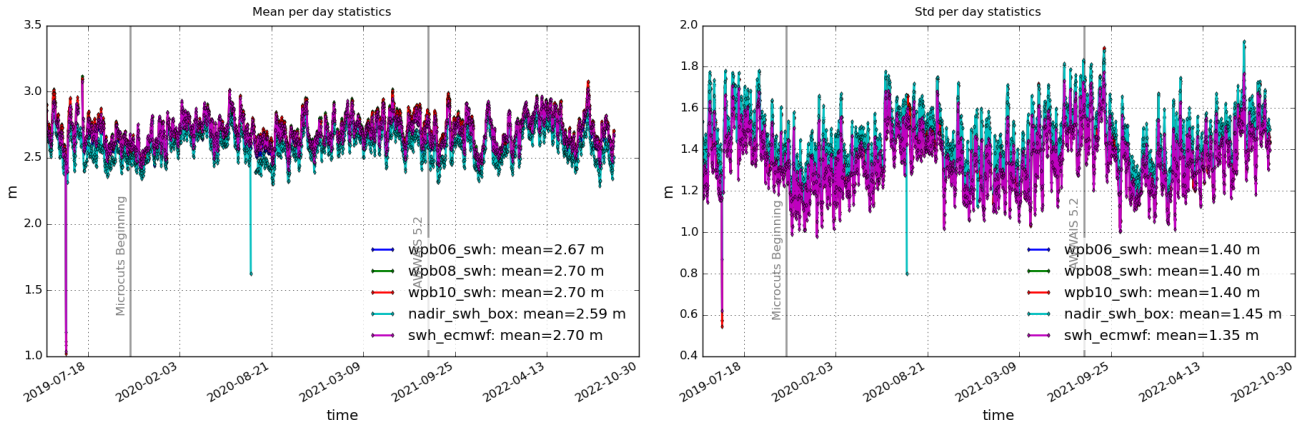 Mean per day statistics
3.5
3.0
2.5
2.0
1.5
1.0
m
Microcuts Beginning
AWWAIS 5.2
wpb06_swh: mean=2.67 m
wpb08_swh: mean=2.70 m
wpb10_swh: mean=2.70 m
nadir_swh_box: mean=2.59 m
swh_ecmwf: mean=2.70 m
2019-07-18
2020-02-03
2020-08-21
2021-03-09
2021-09-25
2022-04-13
2022-10-30
time
Std per day statistics
2.0
1.8
1.6
1.4
1.2
1.0
0.8
0.6
0.4
m
Microcuts Beginning
AWWAIS 5.2
wpb06_swh: mean=1.40 m
wpb08_swh: mean=1.40 m
wpb10_swh: mean=1.40 m
nadir_swh_box: mean=1.45 m
swh_ecmwf: mean=1.35 m
2019-07-18
2020-02-03
2020-08-21
2021-03-09
2021-09-25
2022-04-13
2022-10-30
time